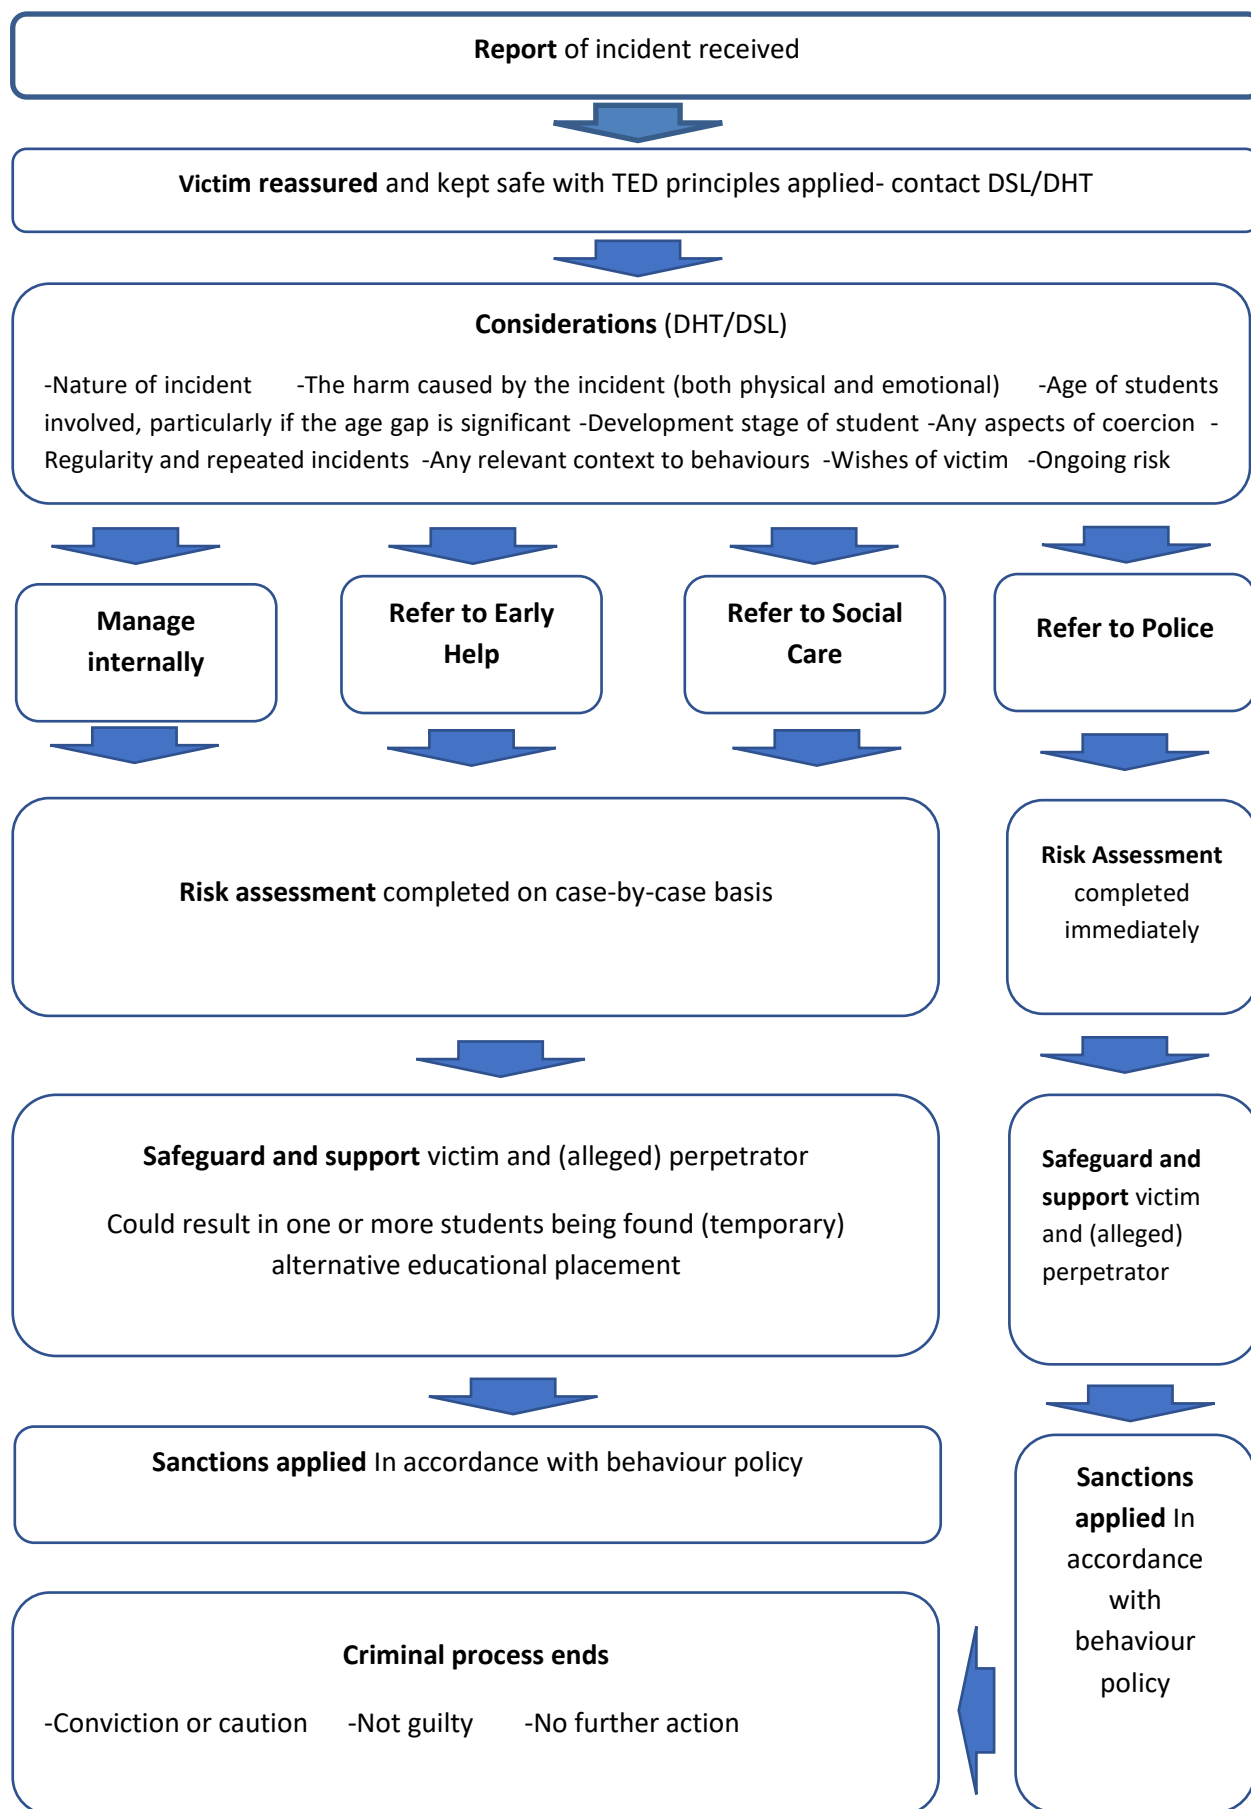 Report of incident received
Victim reassured and kept safe with TED principles applied- contact DSL/DHT
Considerations (DHT/DSL)
-Nature of incident -The harm caused by the incident (both physical and emotional) -Age of students
involved, particularly if the age gap is significant -Development stage of student -Any aspects of coercion -
Regularity and repeated incidents -Any relevant context to behaviours -Wishes of victim -Ongoing risk
Manage
internally
Refer to Early
Help
Refer to Social
Care
Refer to Police
Risk assessment completed on case-by-case basis
Risk Assessment
completed
immediately
Safeguard and support victim and (alleged) perpetrator
Could result in one or more students being found (temporary)
alternative educational placement
Safeguard and
support victim
and (alleged)
perpetrator
Sanctions applied In accordance with behaviour policy
Sanctions
applied In
accordance
with
behaviour
policy
Criminal process ends
-Conviction or caution -Not guilty -No further action